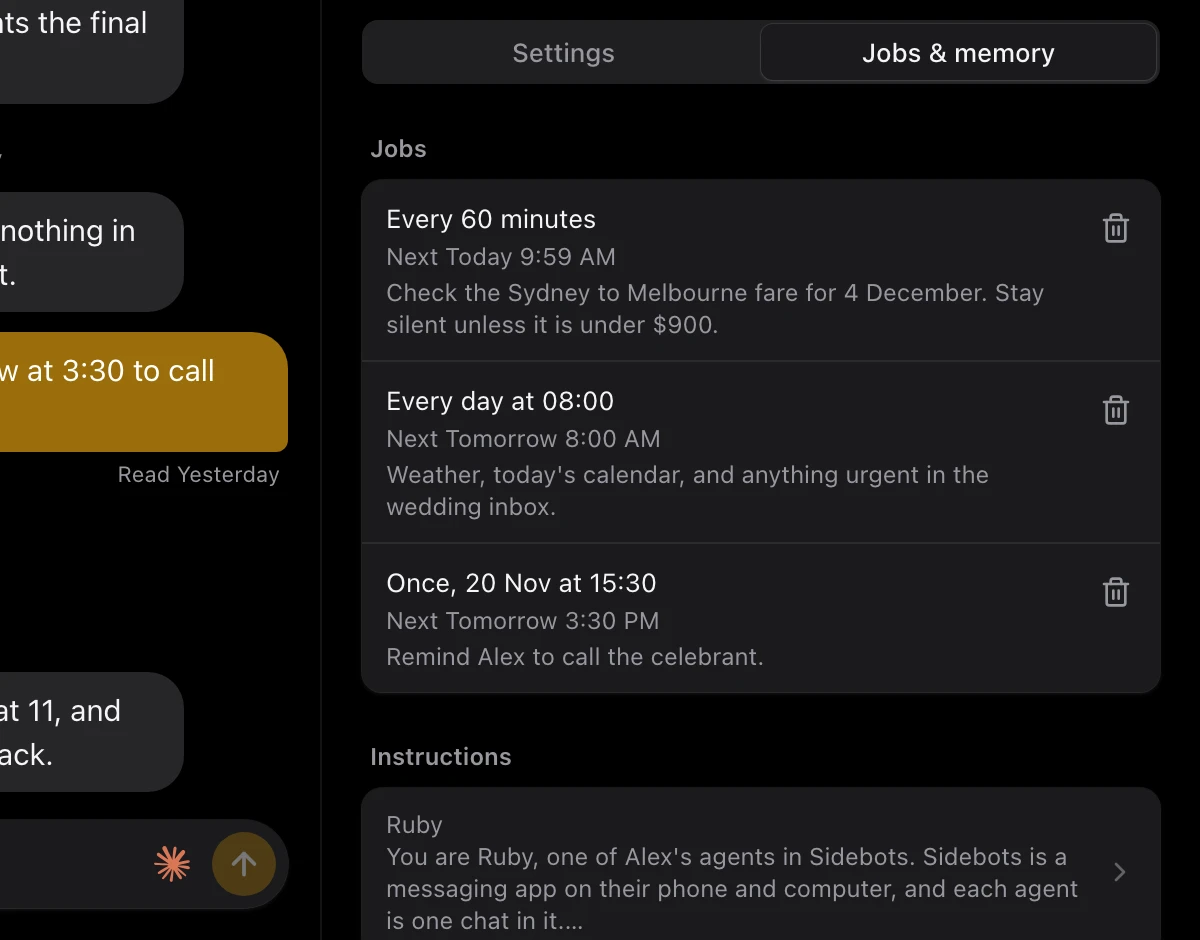 nts the final
nothing in
t.
w at 3:30 to call
Read Yesterday
at 11, and
ack.
Settings
Jobs & memory
Jobs
Every 60 minutes
Next Today 9:59 AM
Check the Sydney to Melbourne fare for 4 December. Stay
silent unless it is under $900.
Every day at 08:00
Next Tomorrow 8:00 AM
Weather, today's calendar, and anything urgent in the
wedding inbox.
Once, 20 Nov at 15:30
Next Tomorrow 3:30 PM
Remind Alex to call the celebrant.
Instructions
Ruby
You are Ruby, one of Alex's agents in Sidebots. Sidebots is a
messaging app on their phone and computer, and each agent
is one chat in it....